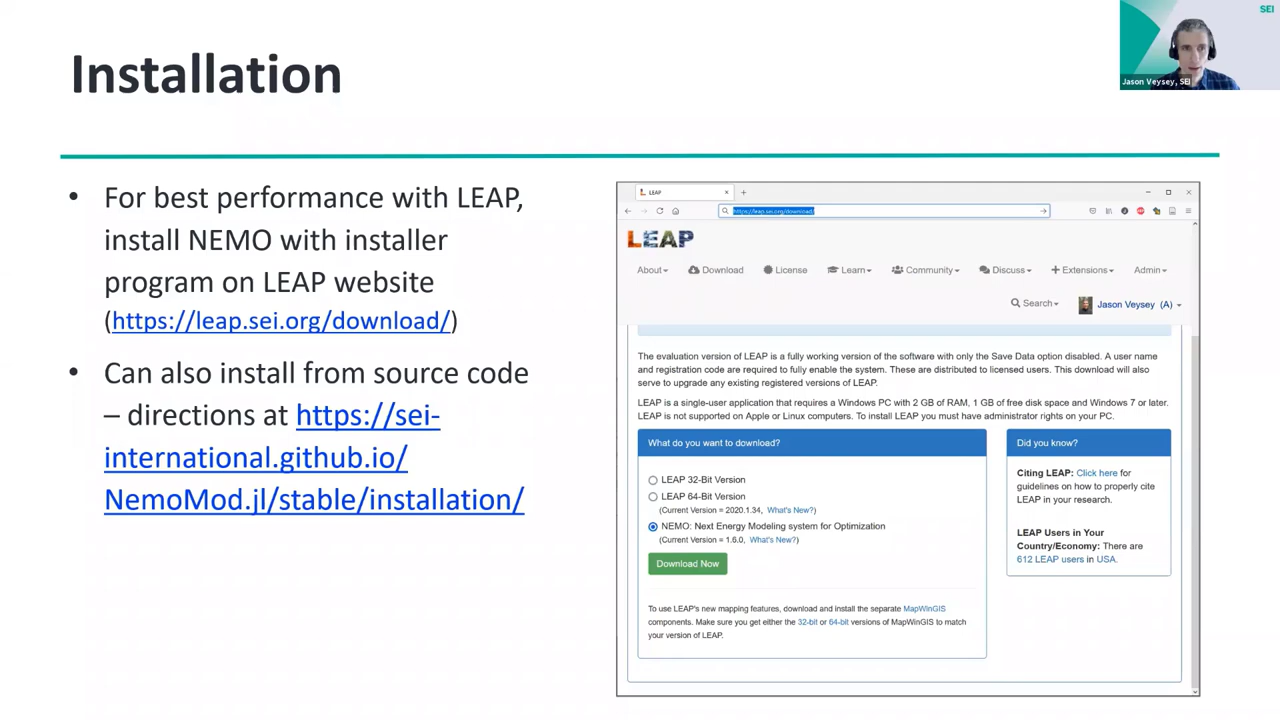 Installation
SEI
Jason Veysey, SEI
• For best performance with LEAP,
install NEMO with installer
program on LEAP website
(https://leap.sei.org/download/)
• Can also install from source code
– directions at https://sei-
international.github.io/
NemoMod.jl/stable/installation/
LEAP
https://leap.sei.org/download/
LEAP
About Download License Learn Community Discuss Extensions Admin
Search Jason Veysey (A)
The evaluation version of LEAP is a fully working version of the software with only the Save Data option disabled. A user name
and registration code are required to fully enable the system. These are distributed to licensed users. This download will also
serve to upgrade any existing registered versions of LEAP.
LEAP is a single-user application that requires a Windows PC with 2 GB of RAM, 1 GB of free disk space and Windows 7 or later.
LEAP is not supported on Apple or Linux computers. To install LEAP you must have administrator rights on your PC.
What do you want to download?
LEAP 32-Bit Version
LEAP 64-Bit Version
(Current Version = 2020.1.34, What's New?)
NEMO: Next Energy Modeling system for Optimization
(Current Version = 1.6.0, What's New?)
Download Now
To use LEAP's new mapping features, download and install the separate MapWinGIS
components. Make sure you get either the 32-bit or 64-bit versions of MapWinGIS to match
your version of LEAP.
Did you know?
Citing LEAP: Click here for
guidelines on how to properly cite
LEAP in your research.
LEAP Users in Your
Country/Economy: There are
612 LEAP users in USA.